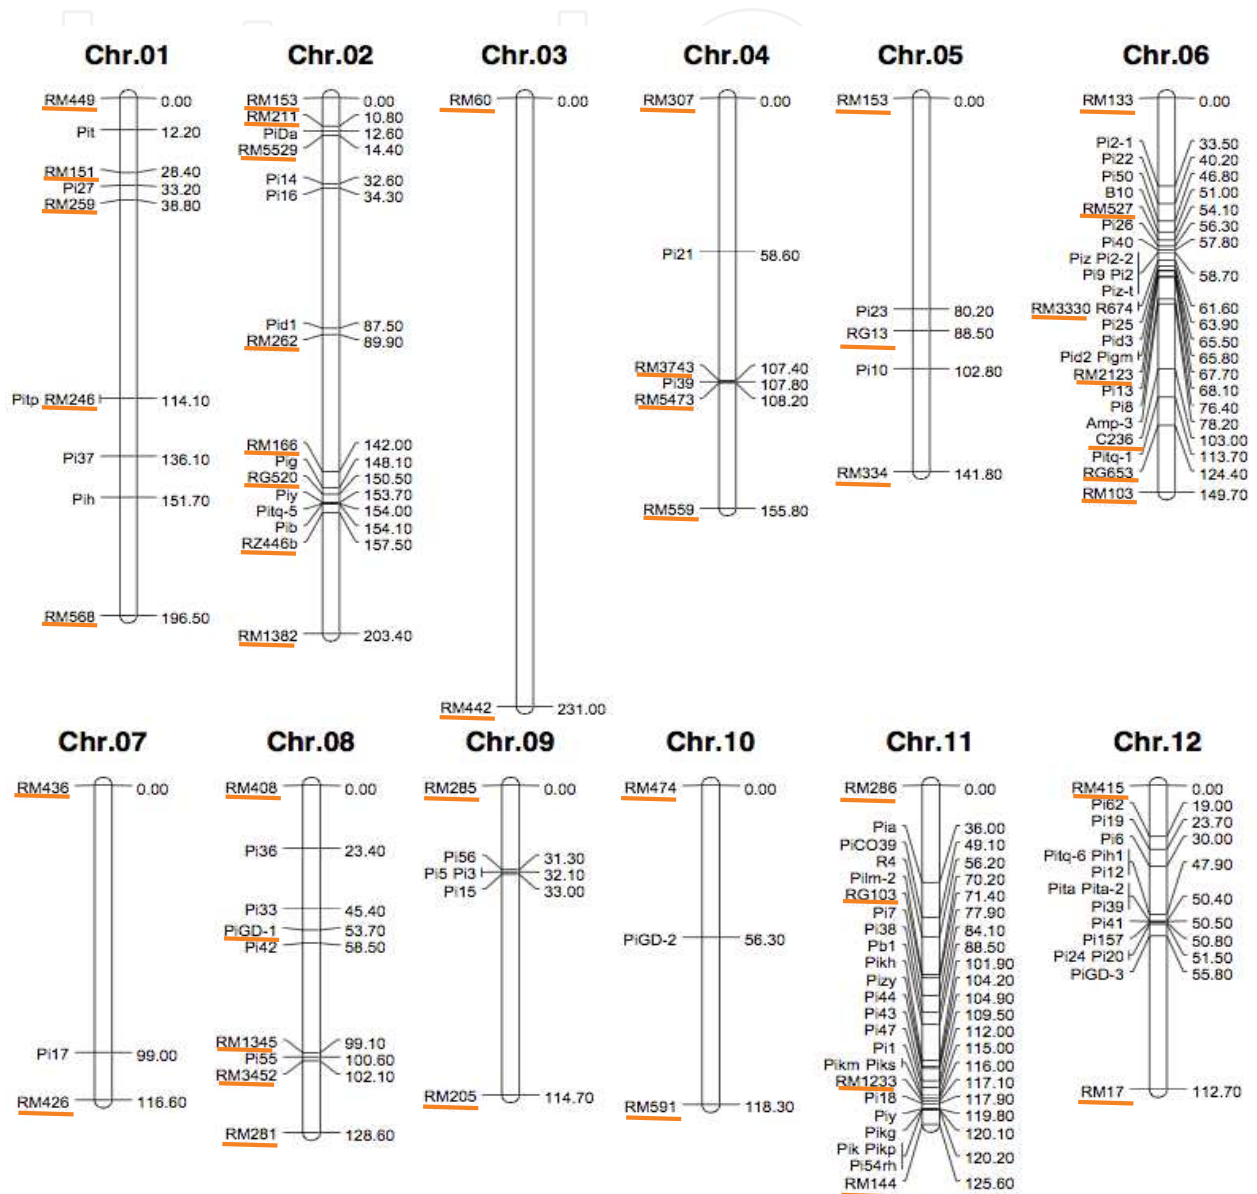 Chr.01
RM449 0.00
Pit 12.20
RM151 28.40
Pi27 33.20
RM259 38.80
Pitp RM246 114.10
Pi37 136.10
Pih 151.70
RM568 196.50
Chr.02
RM153 0.00
RM211 10.80
PiDa 12.60
RM5529 14.40
Pi14 32.60
Pi16 34.30
Pid1 87.50
RM262 89.90
RM166 142.00
Pig 148.10
RG520 150.50
Piy 153.70
Pitq-5 154.00
Pib 154.10
RZ446b 157.50
RM1382 203.40
Chr.03
RM60 0.00
RM442 231.00
Chr.04
RM307 0.00
Pi21 58.60
RM3743 107.40
Pi39 107.80
RM5473 108.20
RM559 155.80
Chr.05
RM153 0.00
Pi23 80.20
RG13 88.50
Pi10 102.80
RM334 141.80
Chr.06
RM133 0.00
Pi2-1 33.50
Pi22 40.20
Pi50 46.80
B10 51.00
RM527 54.10
Pi26 56.30
Pi40 57.80
Piz Pi2-2
Pi9 Pi2 58.70
Piz-t
RM3330 R674 61.60
Pi25 63.90
Pid3 65.50
Pid2 Pigm 65.80
RM2123 67.70
Pi13 68.10
Pi8 76.40
Amp-3 78.20
C236 103.00
Pitq-1 113.70
RG653 124.40
RM103 149.70
Chr.07
RM436 0.00
Pi17 99.00
RM426 116.60
Chr.08
RM408 0.00
Pi36 23.40
Pi33 45.40
PiGD-1 53.70
Pi42 58.50
RM1345 99.10
Pi55 100.60
RM3452 102.10
RM281 128.60
Chr.09
RM285 0.00
Pi56 31.30
Pi5 Pi3 32.10
Pi15 33.00
RM205 114.70
Chr.10
RM474 0.00
PiGD-2 56.30
RM591 118.30
Chr.11
RM286 0.00
Pia 36.00
PiCO39 49.10
R4 56.20
Pilm-2 70.20
RG103 71.40
Pi7 77.90
Pi38 84.10
Pb1 88.50
Pikh 101.90
Pizy 104.20
Pi44 104.90
Pi43 109.50
Pi47 112.00
Pi1 115.00
Pikm Piks 116.00
RM1233 117.10
Pi18 117.90
Piy 119.80
Pikg 120.10
Pik Pikp
Pi54rh 120.20
RM144 125.60
Chr.12
RM415 0.00
Pi62 19.00
Pi19 23.70
Pi6 30.00
Pitq-6 Pih1
Pi12 47.90
Pita Pita-2
Pi39 50.40
Pi41 50.50
Pi157 50.80
Pi24 Pi20 51.50
PiGD-3 55.80
RM17 112.70